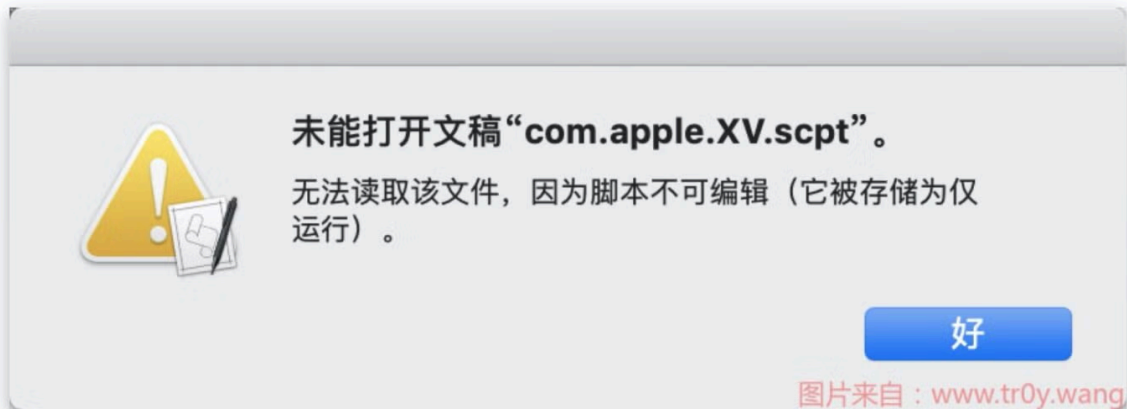 未能打开文稿“com.apple.XV.scpt”。
无法读取该文件，因为脚本不可编辑（它被存储为仅
运行）。
好
图片来自：www.tr0y.wang